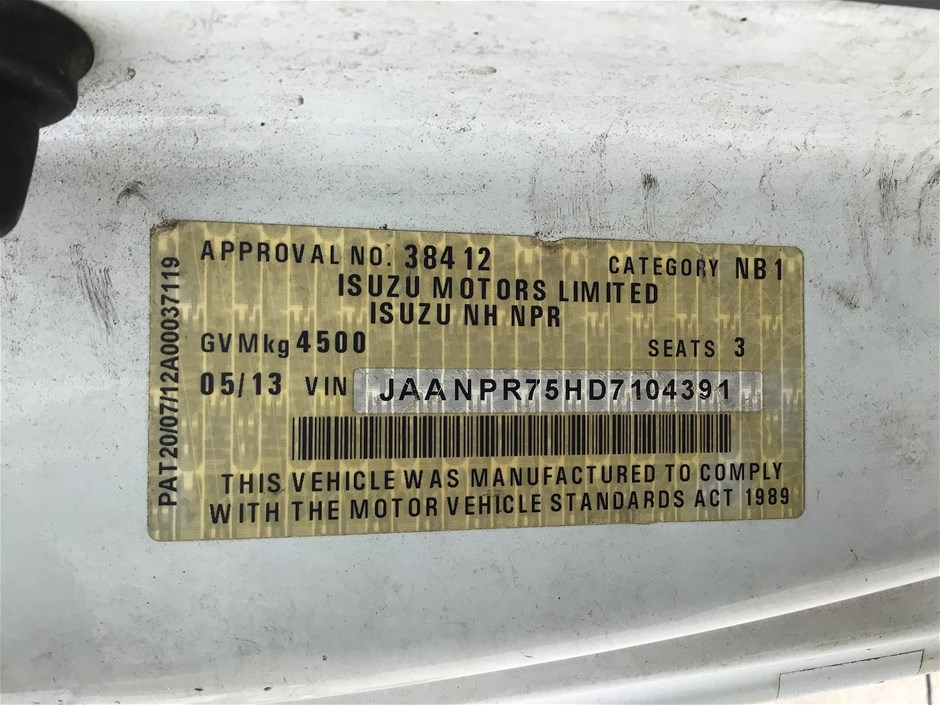 APPROVAL NO. 38412 CATEGORY NB1
ISUZU MOTORS LIMITED
ISUZU NH NPR
GVMkg 4500 SEATS 3
05/13 VIN JAANPR75HD7104391
THIS VEHICLE WAS MANUFACTURED TO COMPLY
WITH THE MOTOR VEHICLE STANDARDS ACT 1989
PAT20/07/12A00037119